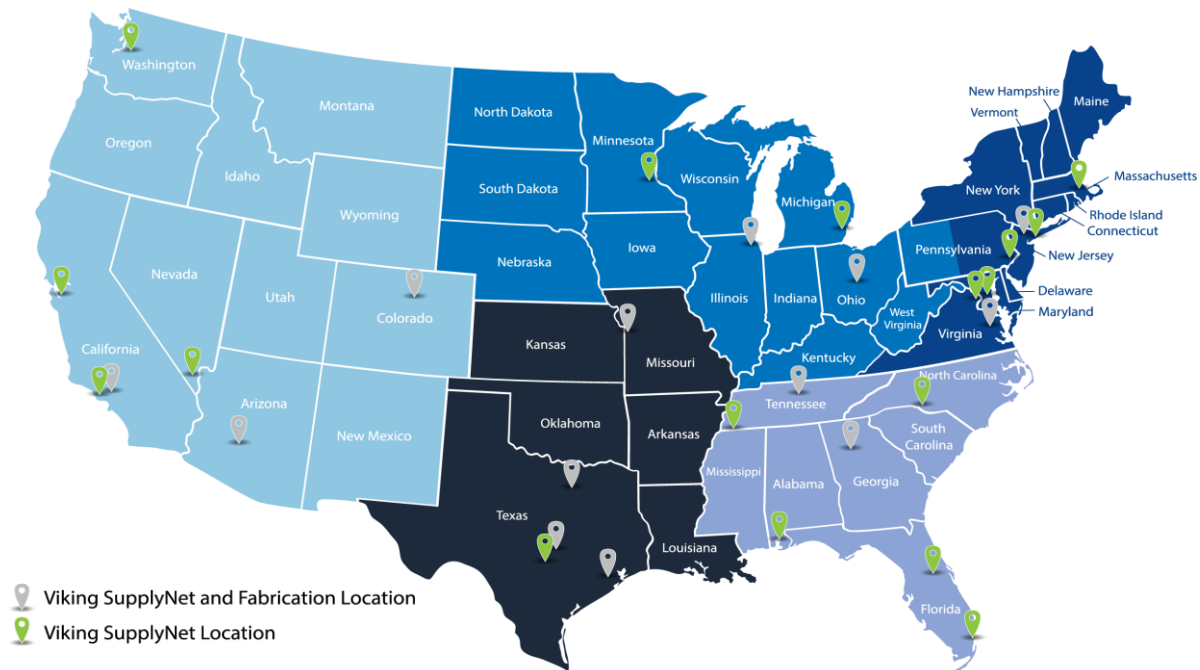 New Hampshire
Vermont
Maine
Washington
Montana
North Dakota
Minnesota
Oregon
Idaho
South Dakota
Wisconsin
Michigan
New York
Massachusetts
Wyoming
Rhode Island
Connecticut
Nevada
Nebraska
Iowa
Pennsylvania
New Jersey
Utah
Colorado
Illinois
Indiana
Ohio
Delaware
West
Virginia
Maryland
Virginia
California
Kansas
Missouri
Kentucky
North Carolina
Arizona
New Mexico
Oklahoma
Arkansas
Tennessee
South
Carolina
Mississippi
Alabama
Georgia
Texas
Louisiana
Florida
Viking SupplyNet and Fabrication Location
Viking SupplyNet Location